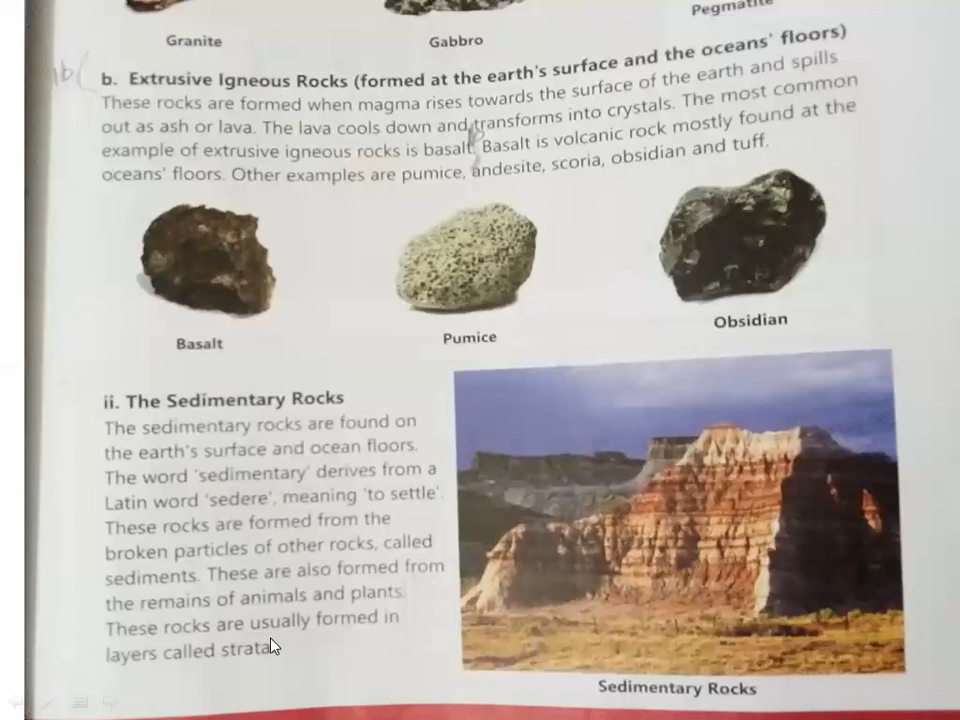 Granite
Gabbro
Pegmatite
b. Extrusive Igneous Rocks (formed at the earth's surface and the oceans' floors)
These rocks are formed when magma rises towards the surface of the earth and spills
out as ash or lava. The lava cools down and transforms into crystals. The most common
example of extrusive igneous rocks is basalt. Basalt is volcanic rock mostly found at the
oceans' floors. Other examples are pumice, andesite, scoria, obsidian and tuff.
Basalt
Pumice
Obsidian
ii. The Sedimentary Rocks
The sedimentary rocks are found on
the earth's surface and ocean floors.
The word 'sedimentary' derives from a
Latin word 'sedere', meaning 'to settle'.
These rocks are formed from the
broken particles of other rocks, called
sediments. These are also formed from
the remains of animals and plants.
These rocks are usually formed in
layers called strata
Sedimentary Rocks